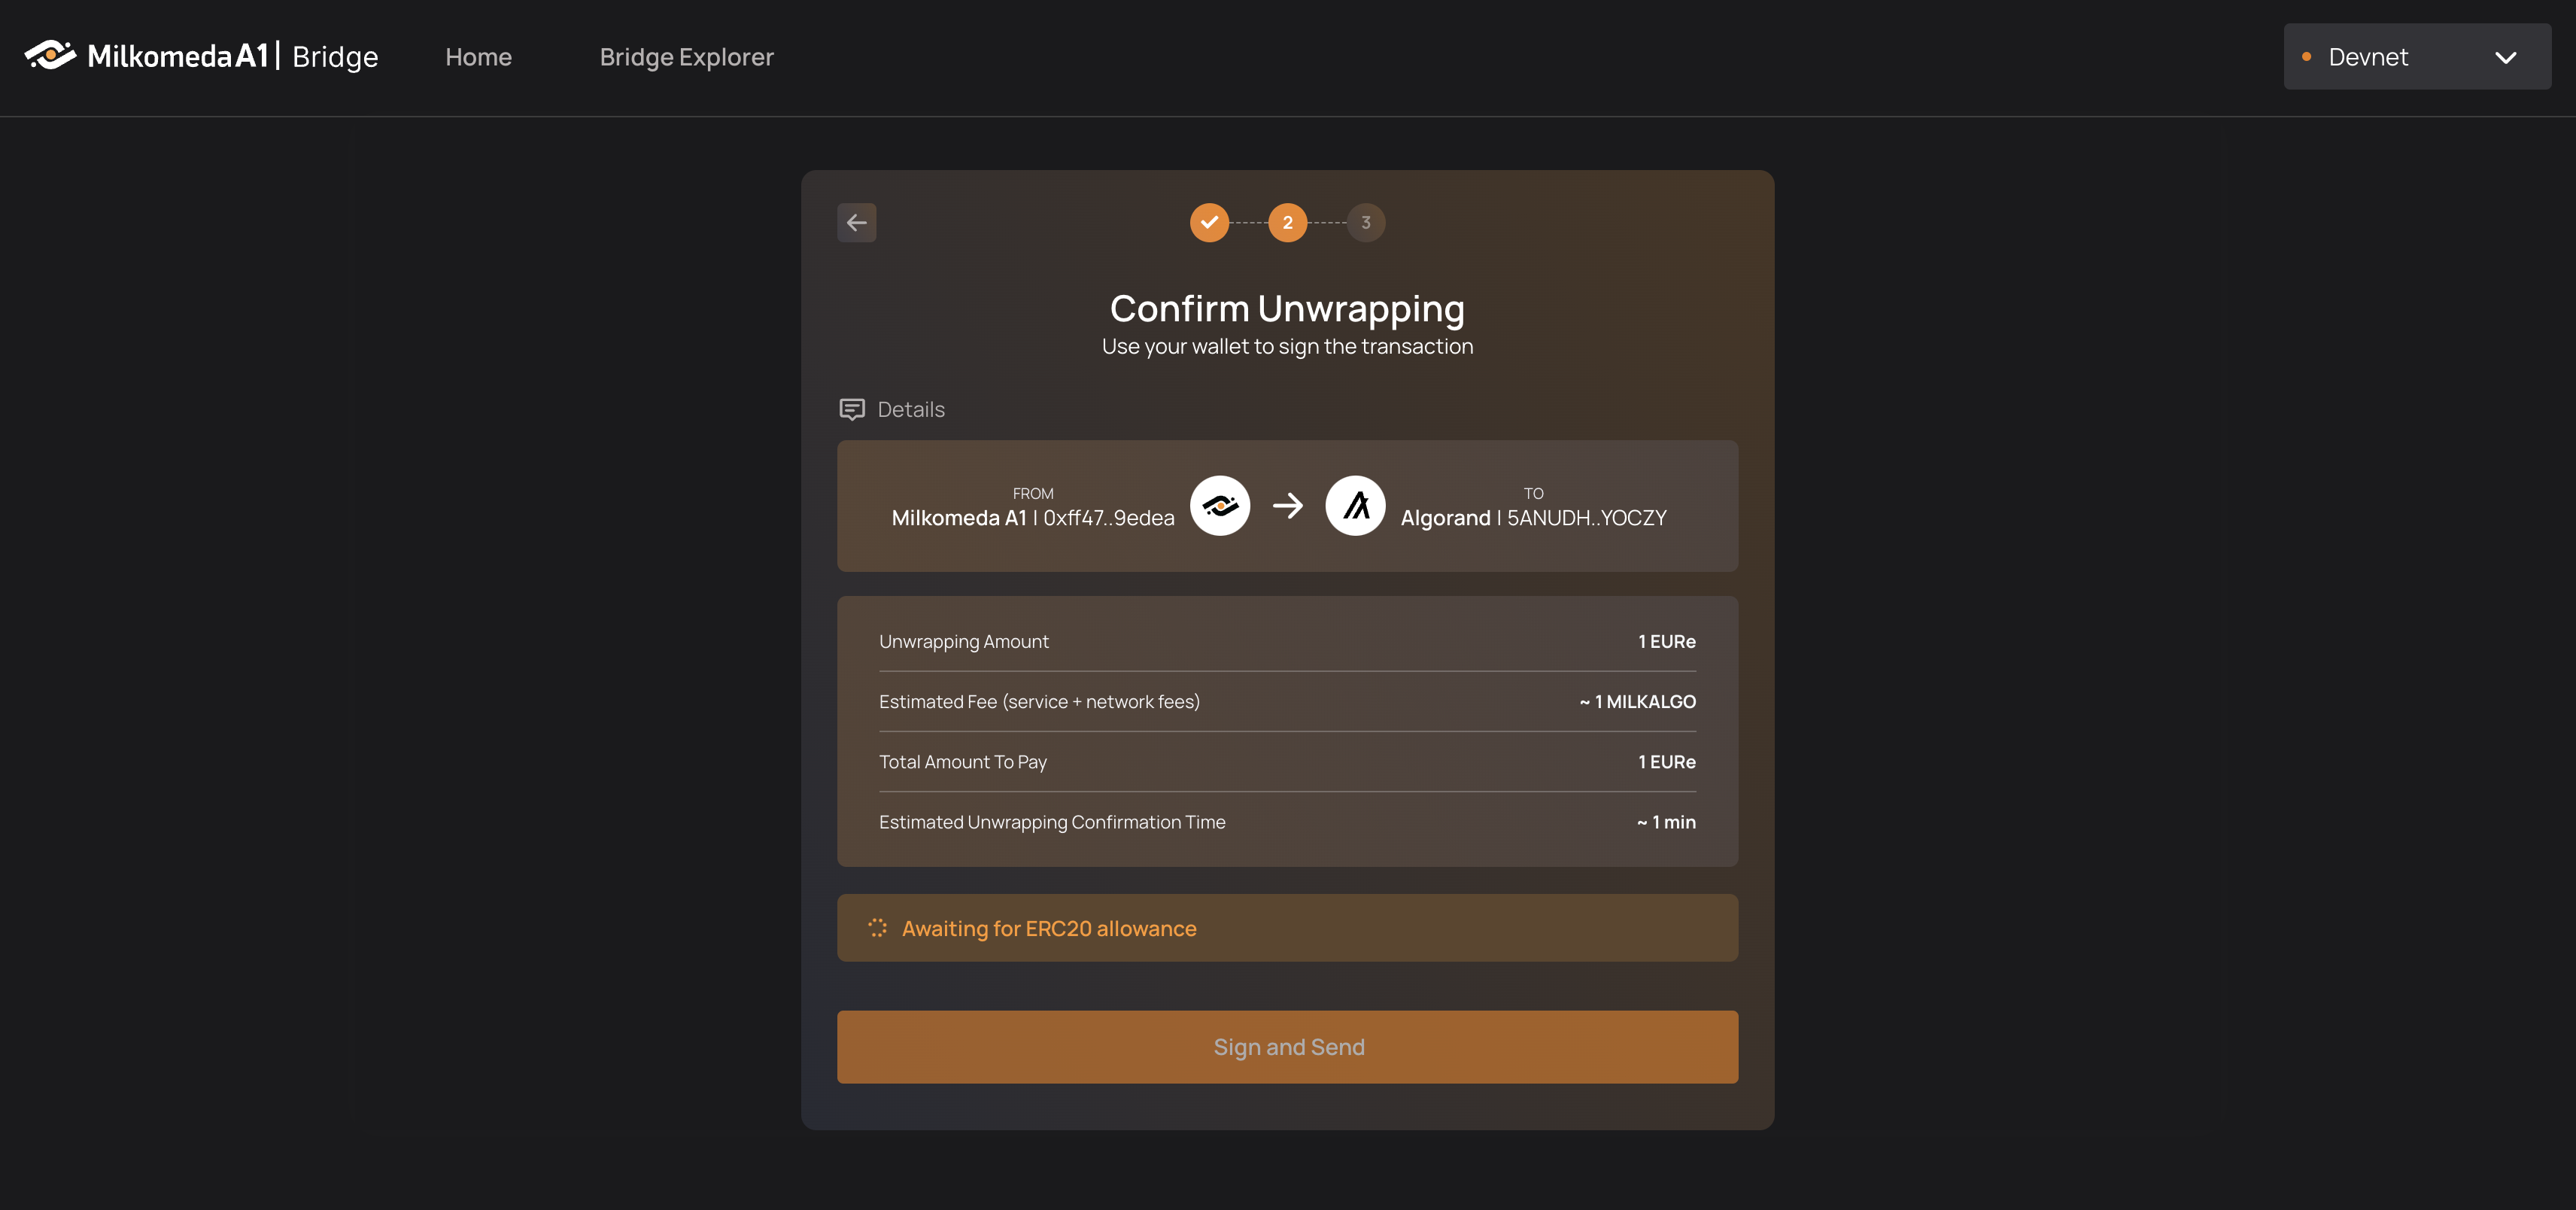 MilkomedaA1 | Bridge
Home
Bridge Explorer
Devnet
2
3
Confirm Unwrapping
Use your wallet to sign the transaction
Details
FROM
Milkomeda A1 | 0xff47..9edea
TO
Algorand | 5ANUDH..YOCZY
Unwrapping Amount 1 EURe
Estimated Fee (service + network fees) ~ 1 MILKALGO
Total Amount To Pay 1 EURe
Estimated Unwrapping Confirmation Time ~ 1 min
Awaiting for ERC20 allowance
Sign and Send